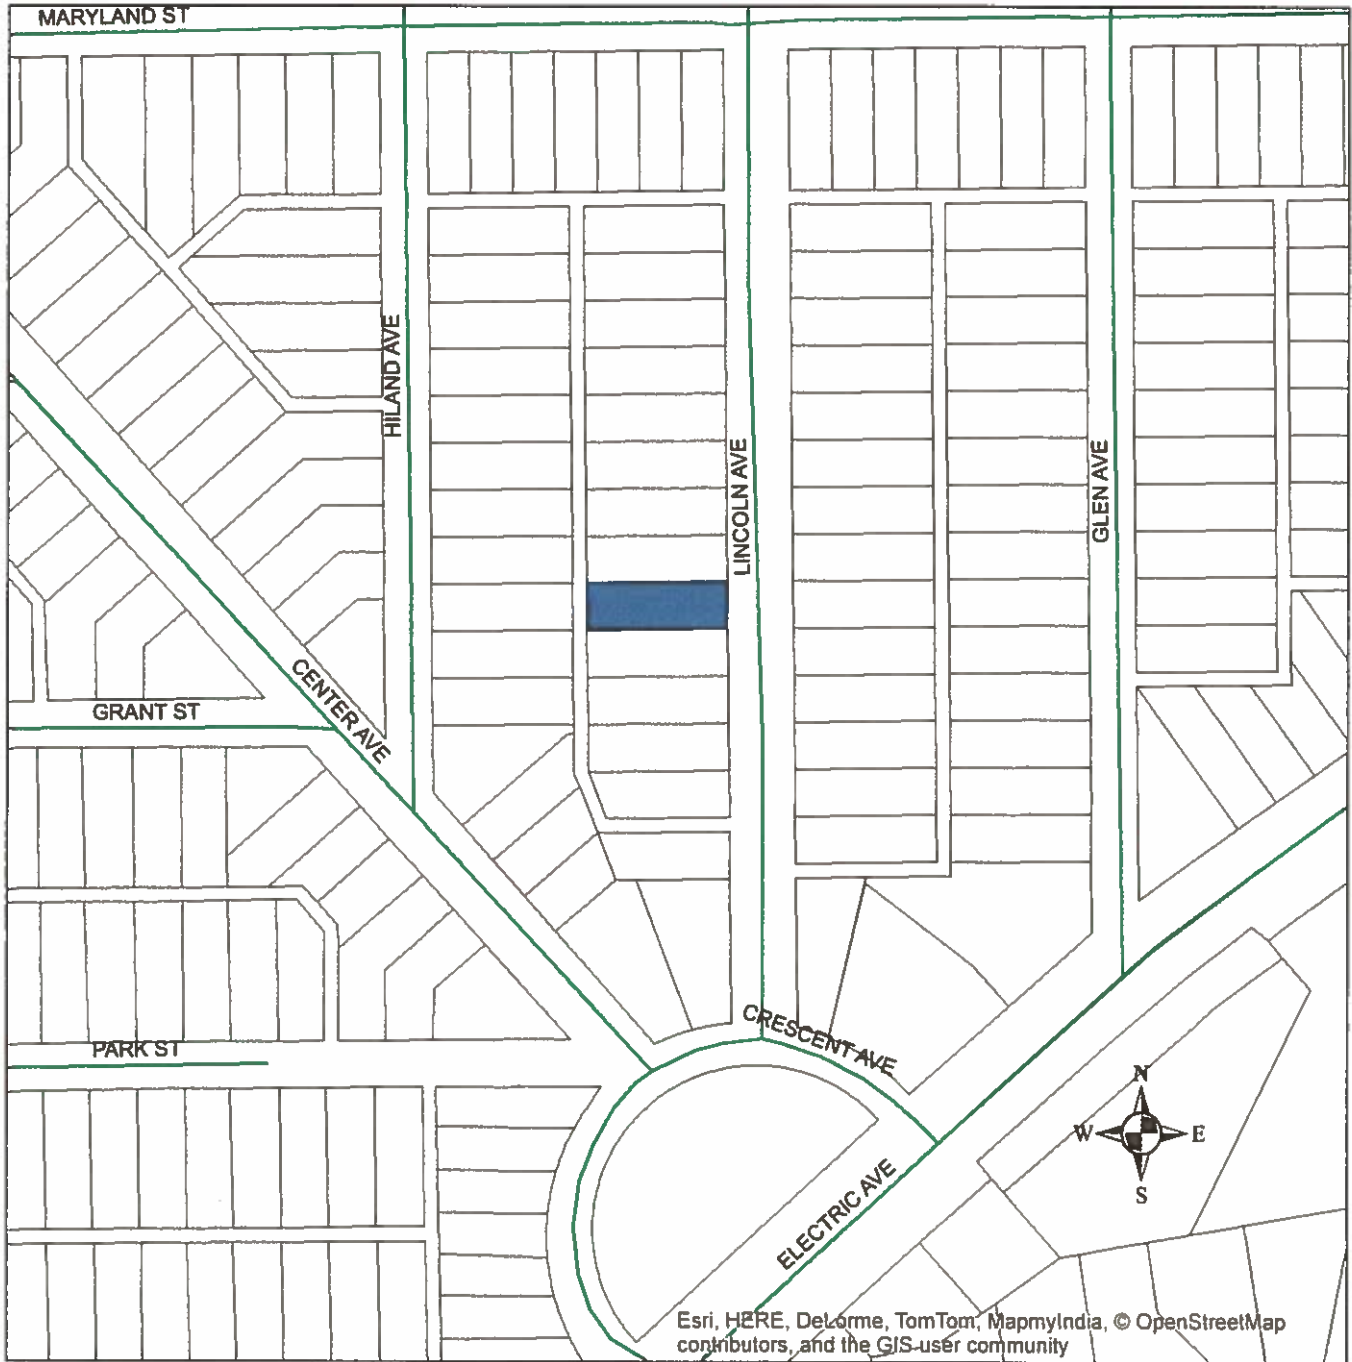 MARYLAND ST
HILAND AVE
LINCOLN AVE
GLEN AVE
CENTER AVE
GRANT ST
CRESCENT AVE
PARK ST
N
W E
S
ELECTRIC AVE
Esri, HERE, DeLorme, TomTom, MapmyIndia, © OpenStreetMap
contributors, and the GIS-user community